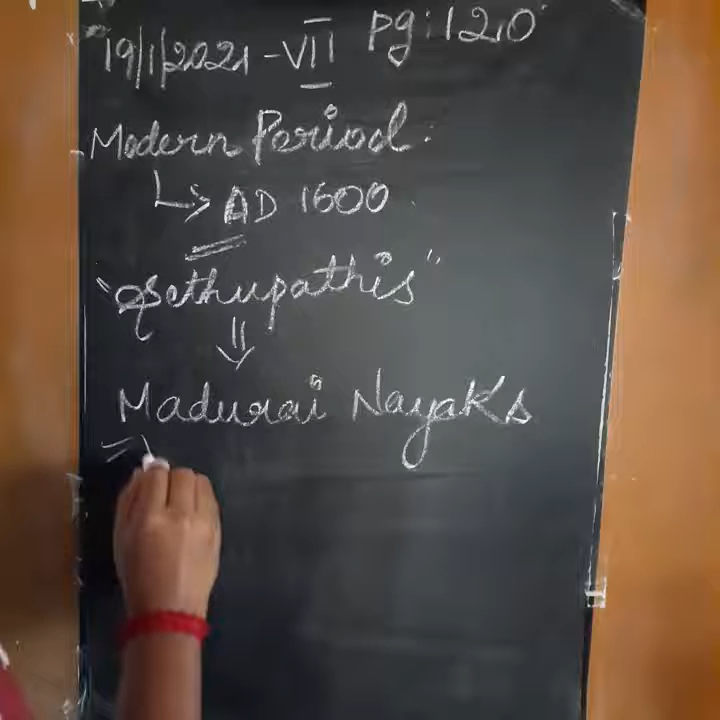 19/1/2021 - VII pg: 120
Modern Period.
↳ AD 1600
"Sethupathis"
⇓
Madurai Nayaks